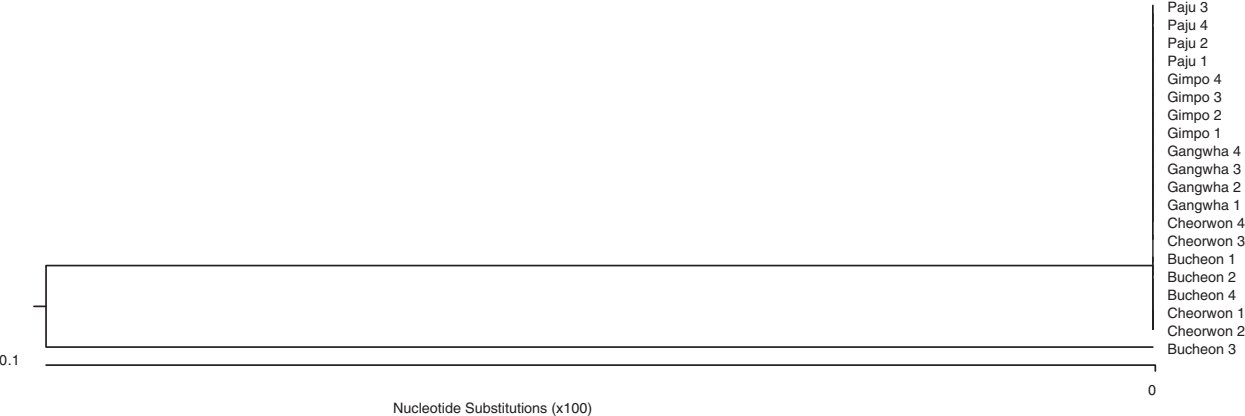 Paju 3
Paju 4
Paju 2
Paju 1
Gimpo 4
Gimpo 3
Gimpo 2
Gimpo 1
Gangwha 4
Gangwha 3
Gangwha 2
Gangwha 1
Cheorwon 4
Cheorwon 3
Bucheon 1
Bucheon 2
Bucheon 4
Cheorwon 1
Cheorwon 2
Bucheon 3
0.1
0
Nucleotide Substitutions (x100)